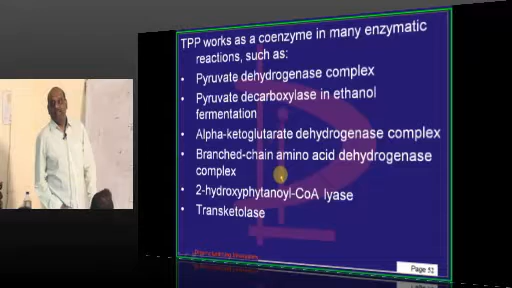 TPP works as a coenzyme in many enzymatic
reactions, such as:
• Pyruvate dehydrogenase complex
• Pyruvate decarboxylase in ethanol
fermentation
• Alpha-ketoglutarate dehydrogenase complex
• Branched-chain amino acid dehydrogenase
complex
• 2-hydroxyphytanoyl-CoA lyase
• Transketolase
Page 52